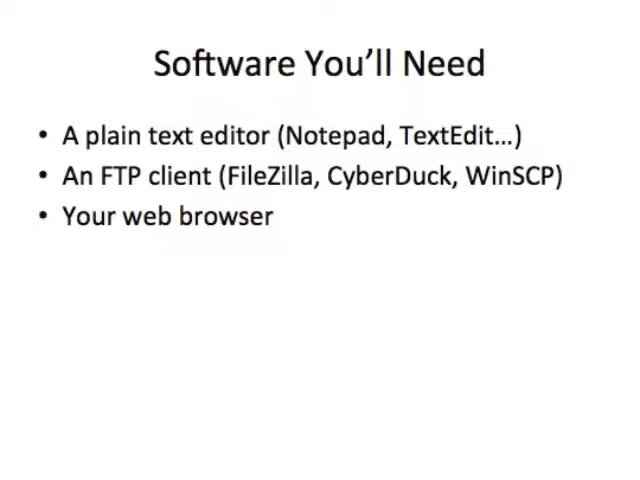 Software You’ll Need
• A plain text editor (Notepad, TextEdit…)
• An FTP client (FileZilla, CyberDuck, WinSCP)
• Your web browser